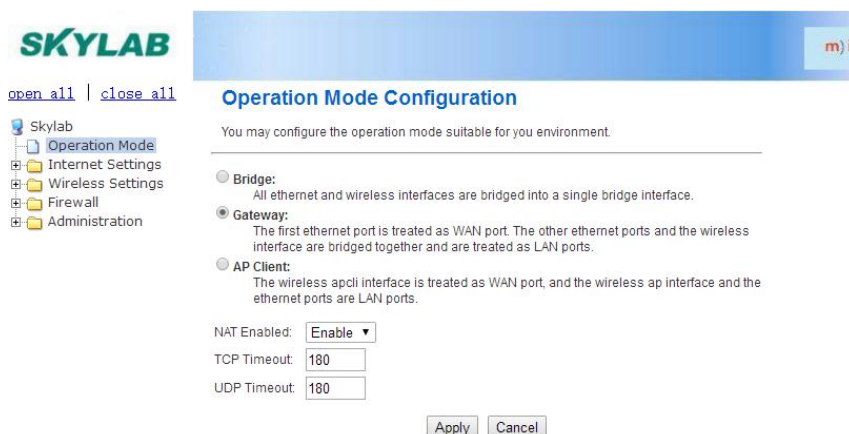 SKYLAB
m)
open all | close all
Skylab
Operation Mode
Internet Settings
Wireless Settings
Firewall
Administration
Operation Mode Configuration
You may configure the operation mode suitable for you environment.
Bridge:
All ethernet and wireless interfaces are bridged into a single bridge interface.
Gateway:
The first ethernet port is treated as WAN port. The other ethernet ports and the wireless
interface are bridged together and are treated as LAN ports.
AP Client:
The wireless apcli interface is treated as WAN port, and the wireless ap interface and the
ethernet ports are LAN ports.
NAT Enabled: Enable
TCP Timeout: 180
UDP Timeout: 180
Apply Cancel